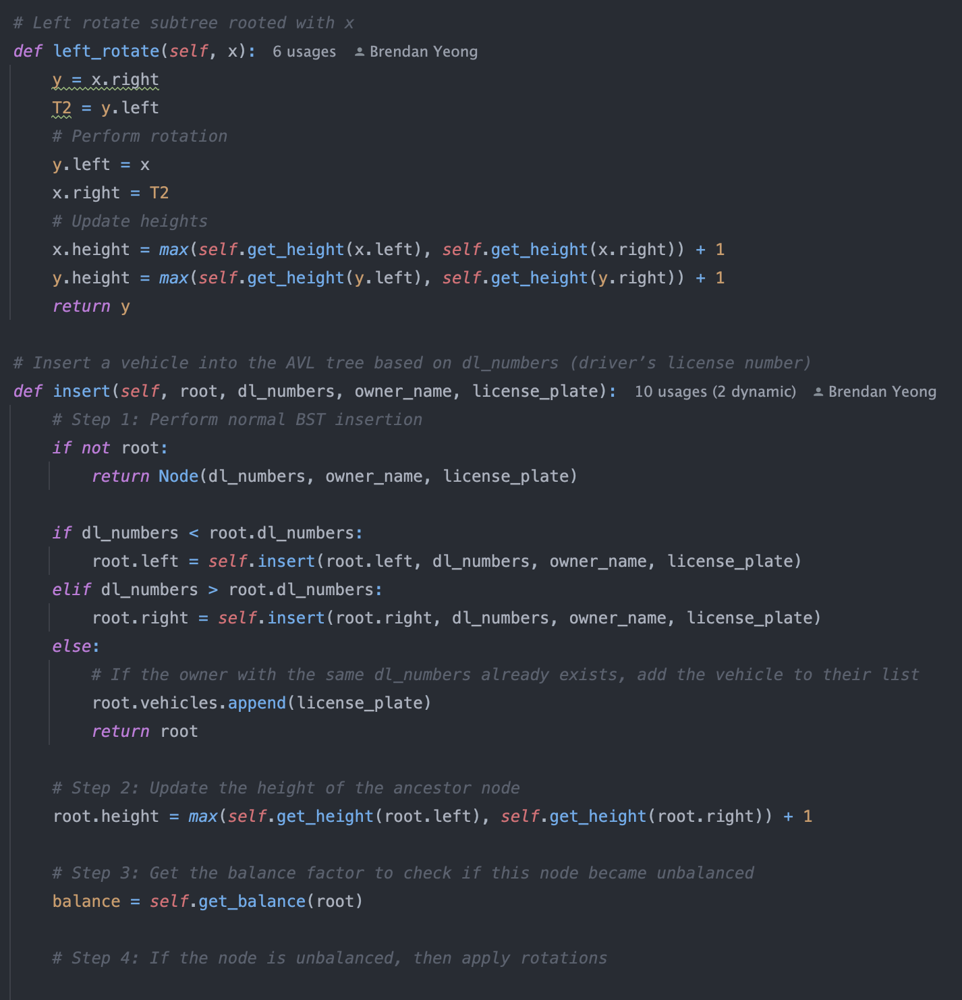 # Left rotate subtree rooted with x
def left_rotate(self, x): 6 usages Brendan Yeong
y = x.right
T2 = y.left
# Perform rotation
y.left = x
x.right = T2
# Update heights
x.height = max(self.get_height(x.left), self.get_height(x.right)) + 1
y.height = max(self.get_height(y.left), self.get_height(y.right)) + 1
return y
# Insert a vehicle into the AVL tree based on dl_numbers (driver’s license number)
def insert(self, root, dl_numbers, owner_name, license_plate): 10 usages (2 dynamic) Brendan Yeong
# Step 1: Perform normal BST insertion
if not root:
return Node(dl_numbers, owner_name, license_plate)
if dl_numbers < root.dl_numbers:
root.left = self.insert(root.left, dl_numbers, owner_name, license_plate)
elif dl_numbers > root.dl_numbers:
root.right = self.insert(root.right, dl_numbers, owner_name, license_plate)
else:
# If the owner with the same dl_numbers already exists, add the vehicle to their list
root.vehicles.append(license_plate)
return root
# Step 2: Update the height of the ancestor node
root.height = max(self.get_height(root.left), self.get_height(root.right)) + 1
# Step 3: Get the balance factor to check if this node became unbalanced
balance = self.get_balance(root)
# Step 4: If the node is unbalanced, then apply rotations